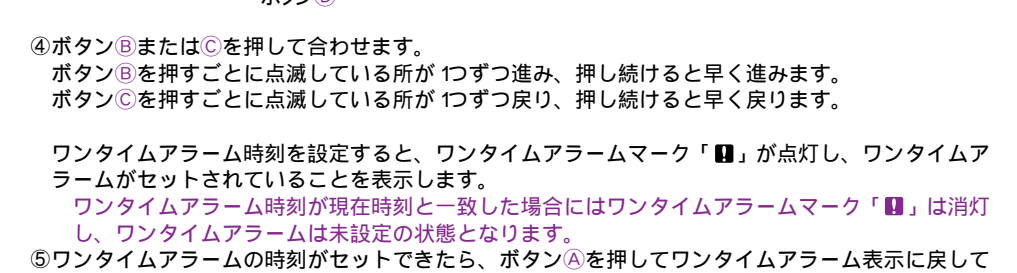 ④ボタンⒷまたはⒸを押して合わせます。
ボタンⒷを押すごとに点滅している所が 1つずつ進み、押し続けると早く進みます。
ボタンⒸを押すごとに点滅している所が 1つずつ戻り、押し続けると早く戻ります。
ワンタイムアラーム時刻を設定すると、ワンタイムアラームマーク「!」が点灯し、ワンタイムア
ラームがセットされていることを表示します。
ワンタイムアラーム時刻が現在時刻と一致した場合にはワンタイムアラームマーク「!」は消灯
し、ワンタイムアラームは未設定の状態となります。
⑤ワンタイムアラームの時刻がセットできたら、ボタンⒶを押してワンタイムアラーム表示に戻して